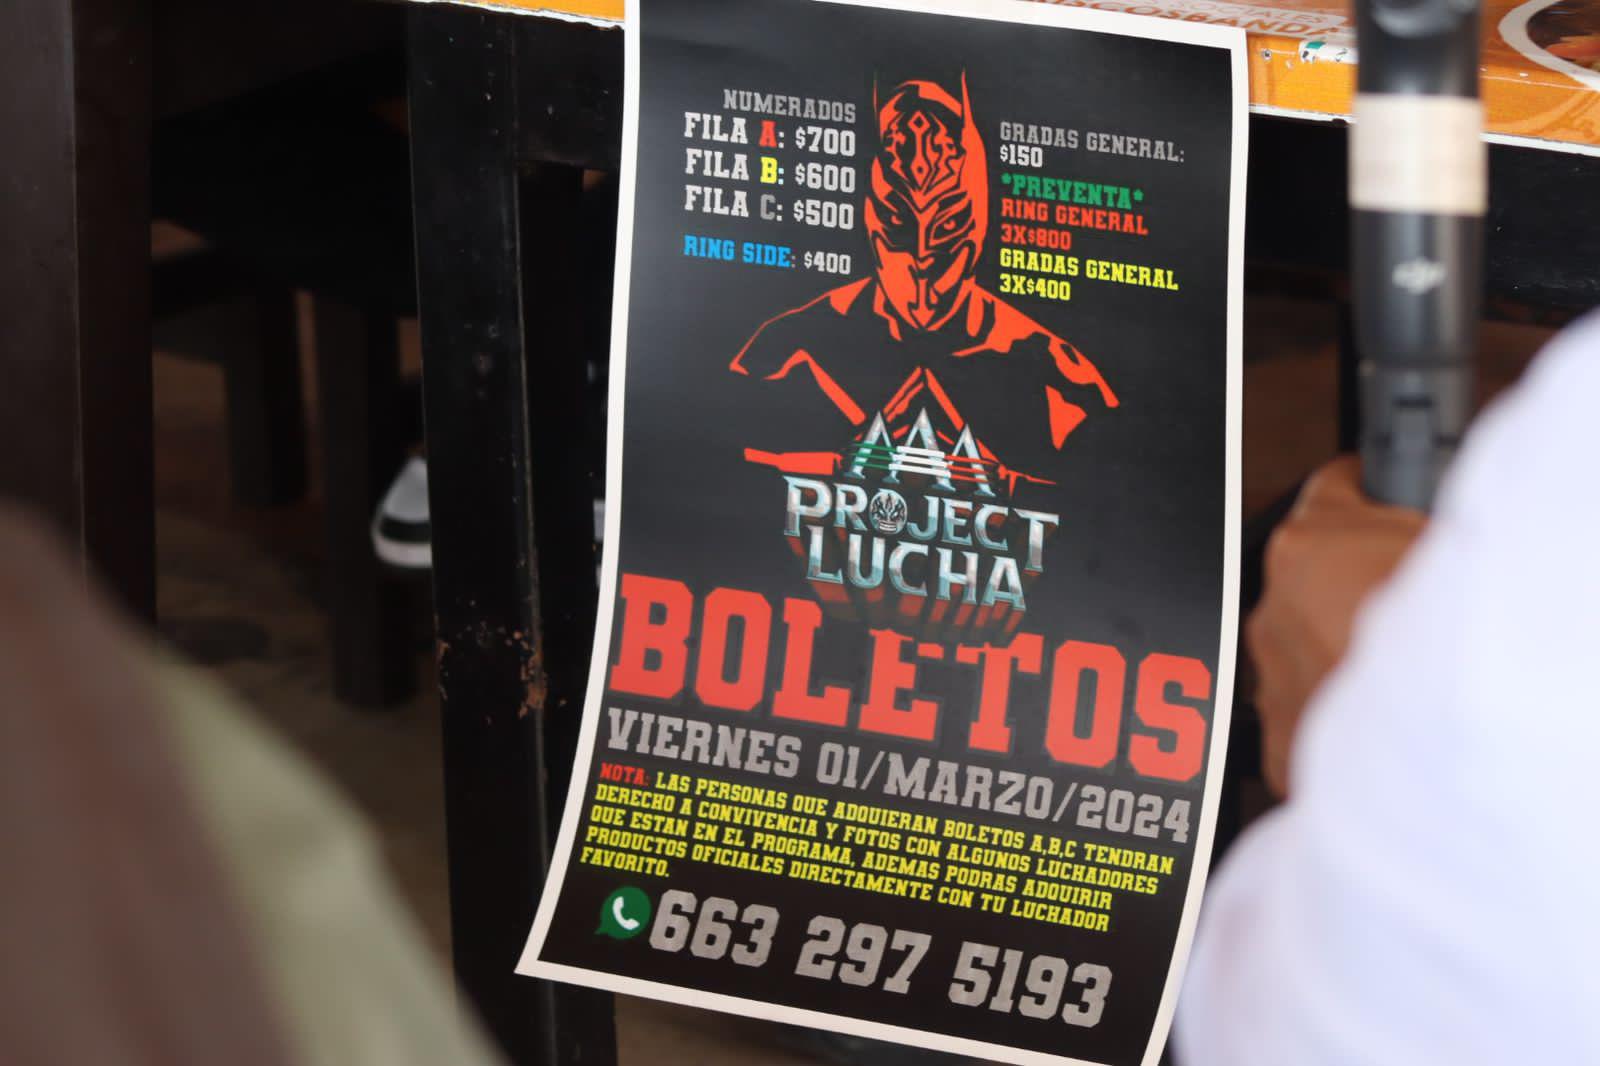 SOCIALES
RCOSBANDA
NUMERADOS
FILA A: $700
FILA B: $600
FILA C: $500
RING SIDE: $400
GRADAS GENERAL:
$150
*PREVENTA*
RING GENERAL
3X$800
GRADAS GENERAL
3X$400
AAA
PROJECT
LUCHA
BOLETOS
VIERNES 01/MARZO/2024
NOTA: LAS PERSONAS QUE ADQUIERAN BOLETOS A,B,C TENDRAN
DERECHO A CONVIVENCIA Y FOTOS CON ALGUNOS LUCHADORES
QUE ESTAN EN EL PROGRAMA, ADEMAS PODRAS ADQUIRIR
PRODUCTOS OFICIALES DIRECTAMENTE CON TU LUCHADOR
FAVORITO.
663 297 5193
dji